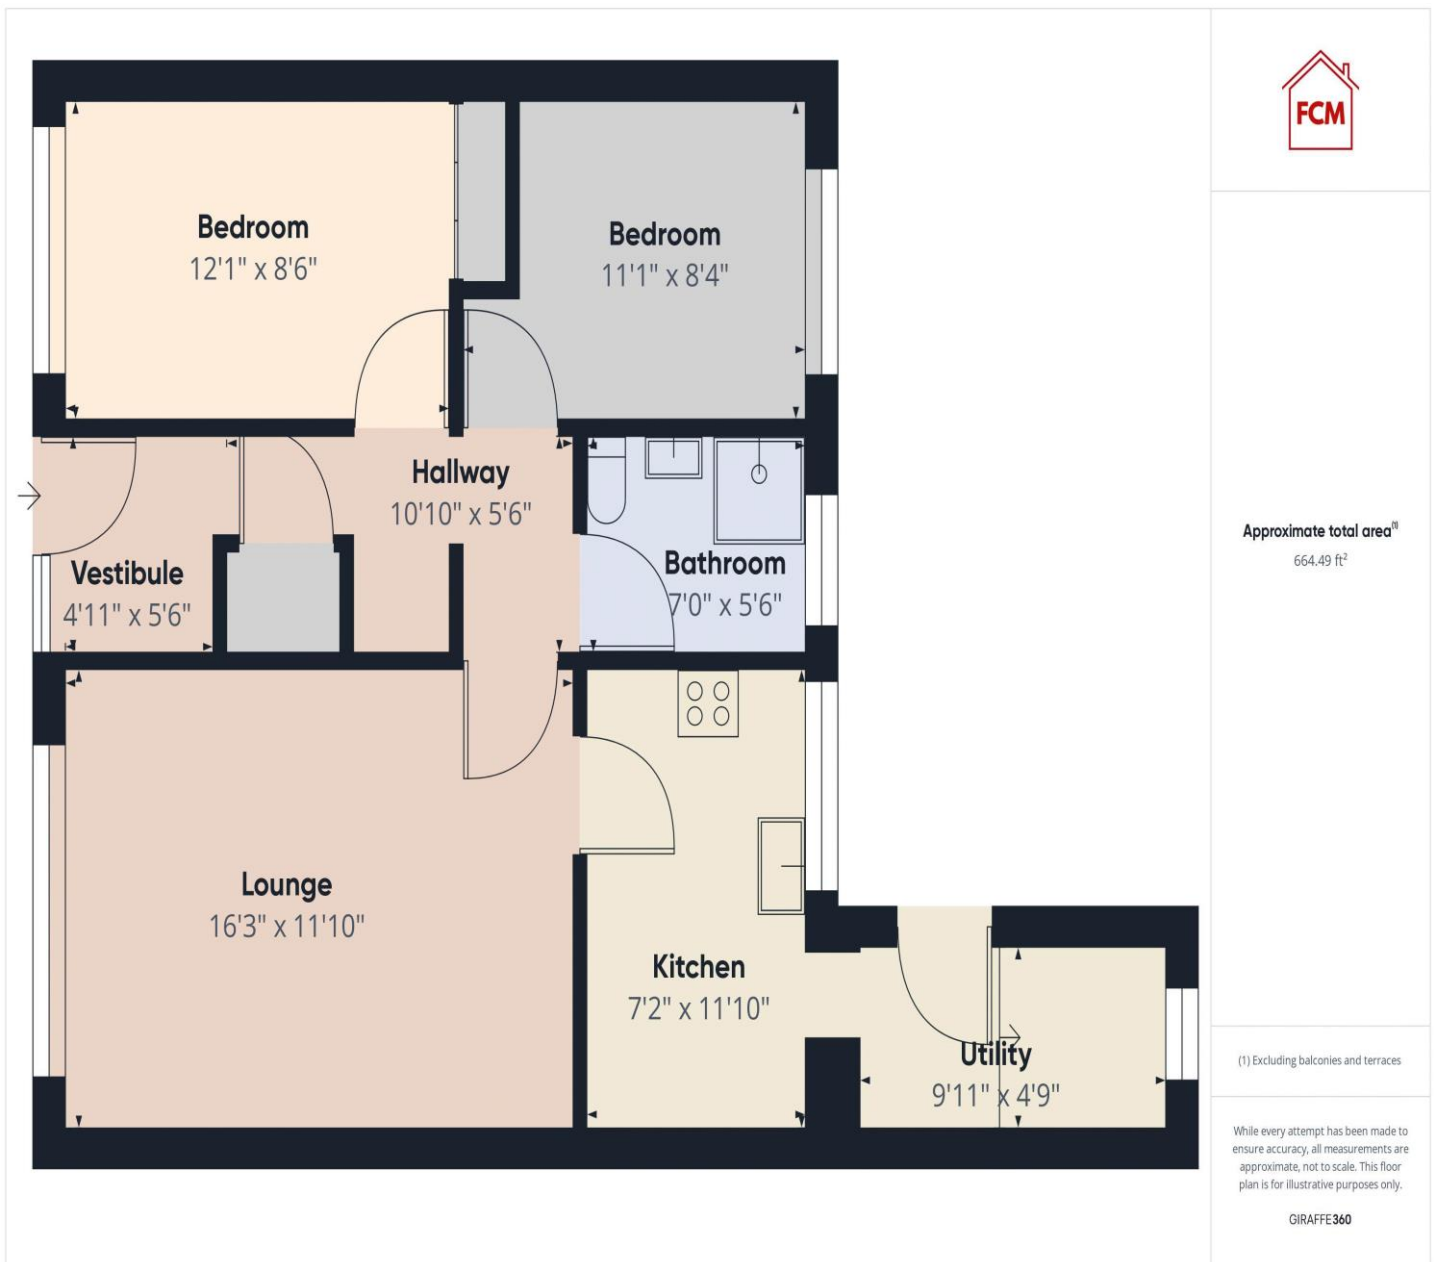 Bedroom
12'1" x 8'6"
Bedroom
11'1" x 8'4"
Hallway
10'10" x 5'6"
Vestibule
4'11" x 5'6"
Bathroom
7'0" x 5'6"
Lounge
16'3" x 11'10"
Kitchen
7'2" x 11'10"
Utility
9'11" x 4'9"
FCM
Approximate total area(1)
664.49 ft²
(1) Excluding balconies and terraces
While every attempt has been made to
ensure accuracy, all measurements are
approximate, not to scale. This floor
plan is for illustrative purposes only.
GIRAFFE360